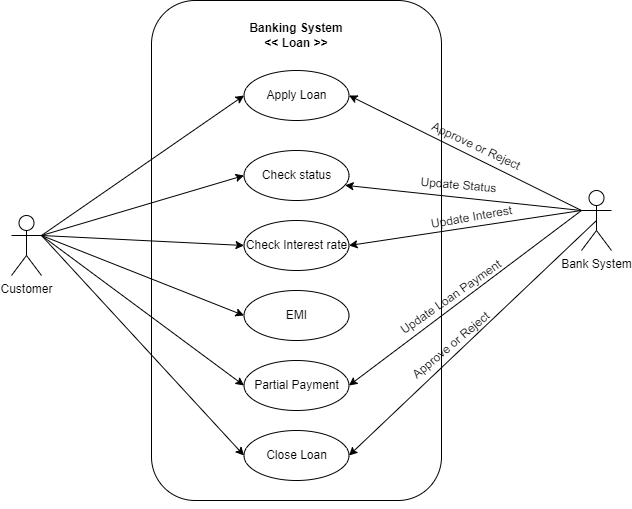 Banking System
<< Loan >>
Apply Loan
Approve or Reject
Check status
Update Status
Update Interest
Check Interest rate
Customer
Bank System
EMI
Update Loan Payment
Partial Payment
Approve or Reject
Close Loan